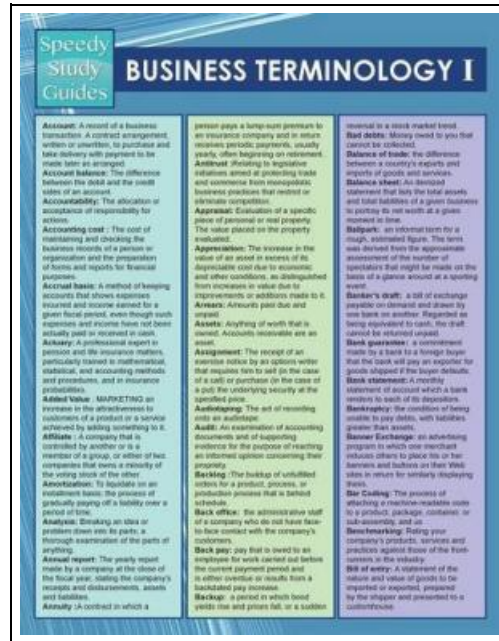 Speedy
Study
Guides
BUSINESS TERMINOLOGY I
Account: A record of a business
transaction. A contract arrangement,
written or unwritten, to purchase and
take delivery with payment to be
made later as arranged.
Account balance: The difference
between the debit and the credit
sides of an account.
Accountability: The allocation or
acceptance of responsibility for
actions.
Accounting cost : The cost of
maintaining and checking the
business records of a person or
organization and the preparation
of forms and reports for financial
purposes.
Accrual basis: A method of keeping
accounts that shows expenses
incurred and income earned for a
given fiscal period, even though such
expenses and income have not been
actually paid or received in cash.
Actuary: A professional expert in
pension and life insurance matters,
particularly trained in mathematical,
statistical, and accounting methods
and procedures, and in insurance
probabilities.
Added Value : MARKETING an
increase in the attractiveness to
customers of a product or a service
achieved by adding something to it.
Affiliate : A company that is
controlled by another or is a
member of a group, or either of two
companies that owns a minority of
the voting stock of the other.
Amortization: To liquidate on an
installment basis; the process of
gradually paying off a liability over a
period of time.
Analysis: Breaking an idea or
problem down into its parts; a
thorough examination of the parts of
anything.
Annual report: The yearly report
made by a company at the close of
the fiscal year, stating the company's
receipts and disbursements, assets
and liabilities.
Annuity :A contract in which a
person pays a lump-sum premium to
an insurance company and in return
receives periodic payments, usually
yearly, often beginning on retirement.
Antitrust :Relating to legislative
initiatives aimed at protecting trade
and commerce from monopolistic
business practices that restrict or
eliminate competition.
Appraisal: Evaluation of a specific
piece of personal or real property.
The value placed on the property
evaluated.
Appreciation: The increase in the
value of an asset in excess of its
depreciable cost due to economic
and other conditions, as distinguished
from increases in value due to
improvements or additions made to it.
Arrears: Amounts past due and
unpaid.
Assets: Anything of worth that is
owned. Accounts receivable are an
asset.
Assignment: The receipt of an
exercise notice by an options writer
that requires him to sell (in the case
of a call) or purchase (in the case of
a put) the underlying security at the
specified price.
Audiotaping: The act of recording
onto an audiotape.
Audit: An examination of accounting
documents and of supporting
evidence for the purpose of reaching
an informed opinion concerning their
propriety.
Backing :The buildup of unfulfilled
orders for a product, process, or
production process that is behind
schedule.
Back office: the administrative staff
of a company who do not have face-
to-face contact with the company's
customers.
Back pay: pay that is owed to an
employee for work carried out before
the current payment period and
is either overdue or results from a
backdated pay increase.
Backup: a period in which bond
yields rise and prices fall, or a sudden
reversal in a stock market trend.
Bad debts: Money owed to you that
cannot be collected.
Balance of trade: the difference
between a country's exports and
imports of goods and services.
Balance sheet: An itemized
statement that lists the total assets
and total liabilities of a given business
to portray its net worth at a given
moment in time.
Ballpark: an informal term for a
rough, estimated figure. The term
was derived from the approximate
assessment of the number of
spectators that might be made on the
basis of a glance around at a sporting
event.
Banker's draft: a bill of exchange
payable on demand and drawn by
one bank on another. Regarded as
being equivalent to cash, the draft
cannot be returned unpaid.
Bank guarantee: a commitment
made by a bank to a foreign buyer
that the bank will pay an exporter for
goods shipped if the buyer defaults.
Bank statement: A monthly
statement of account which a bank
renders to each of its depositors.
Bankruptcy: the condition of being
unable to pay debts, with liabilities
greater than assets.
Banner Exchange: an advertising
program in which one merchant
induces others to place his or her
banners and buttons on their Web
sites in return for similarly displaying
theirs.
Bar Coding: The process of
attaching a machine-readable code
to a product, package, container, or
sub-assembly, and us
Benchmarking: Rating your
company's products, services and
practices against those of the front-
runners in the industry.
Bill of entry: A statement of the
nature and value of goods to be
imported or exported, prepared
by the shipper and presented to a
customhouse.